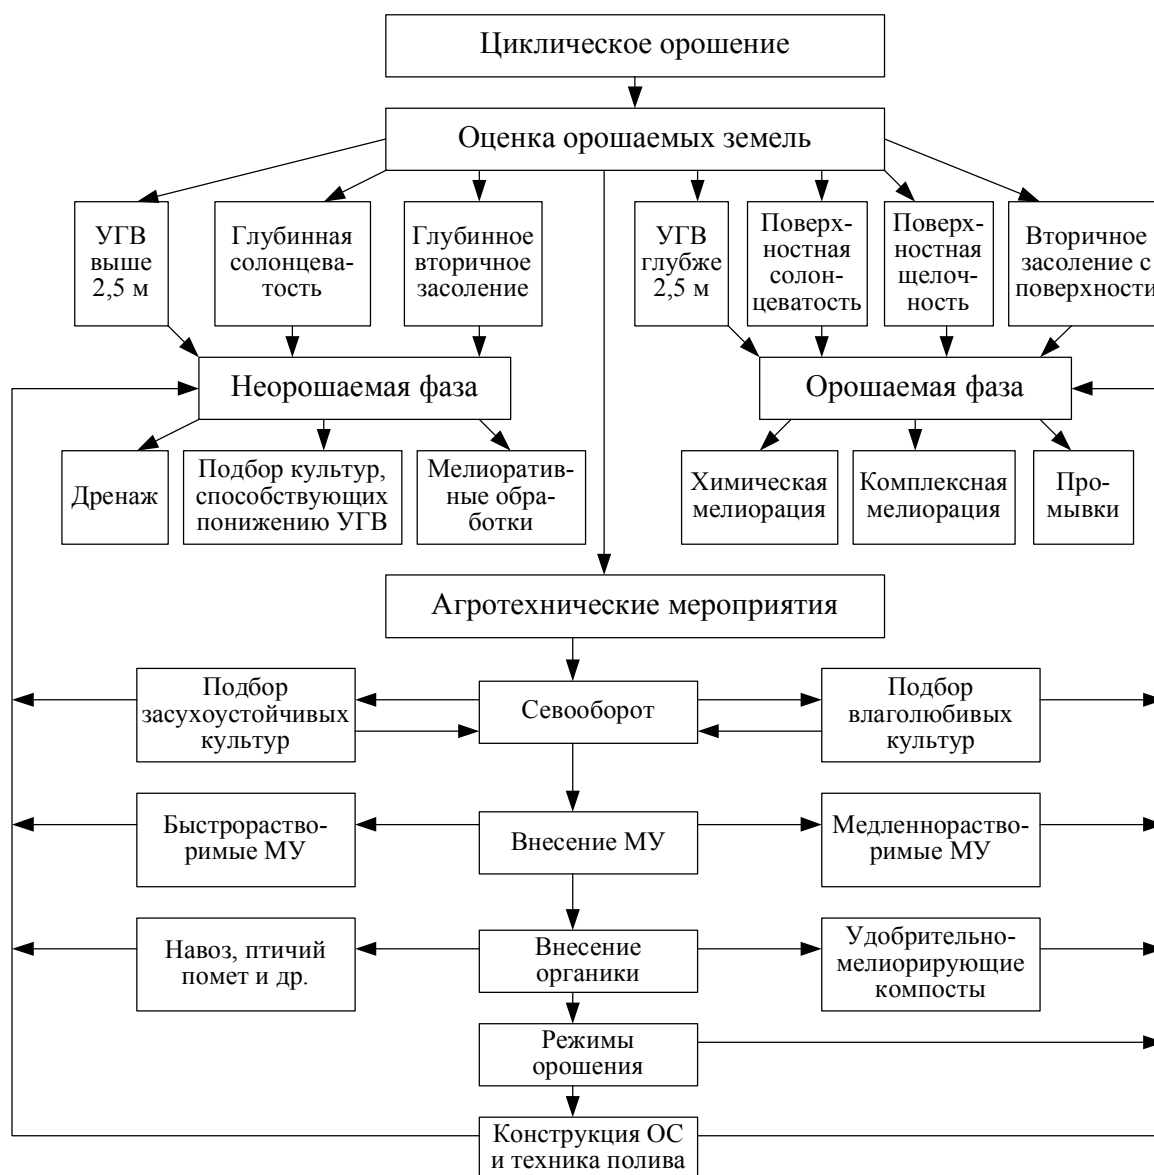 Циклическое орошение
Оценка орошаемых земель
УГВ
выше
2,5 м
Глубинная
солонцева-
тость
Глубинное
вторичное
засоление
УГВ
глубже
2,5 м
Поверх-
ностная
солон-
цеватость
Поверх-
ностная
щелоч-
ность
Вторичное
засоление с
поверхности
Неорошаемая фаза
Орошаемая фаза
Дренаж
Подбор культур,
способствующих
понижению УГВ
Мелиоратив-
ные обра-
ботки
Химическая
мелиорация
Комплексная
мелиорация
Про-
мывки
Агротехнические мероприятия
Подбор
засухоустойчивых
культур
Севооборот
Подбор
влаголюбивых
культур
Быстрораство-
римые МУ
Внесение МУ
Медленнораство-
римые МУ
Навоз, птичий
помет и др.
Внесение
органики
Удобрительно-
мелиорирующие
компосты
Режимы
орошения
Конструкция ОС
и техника полива